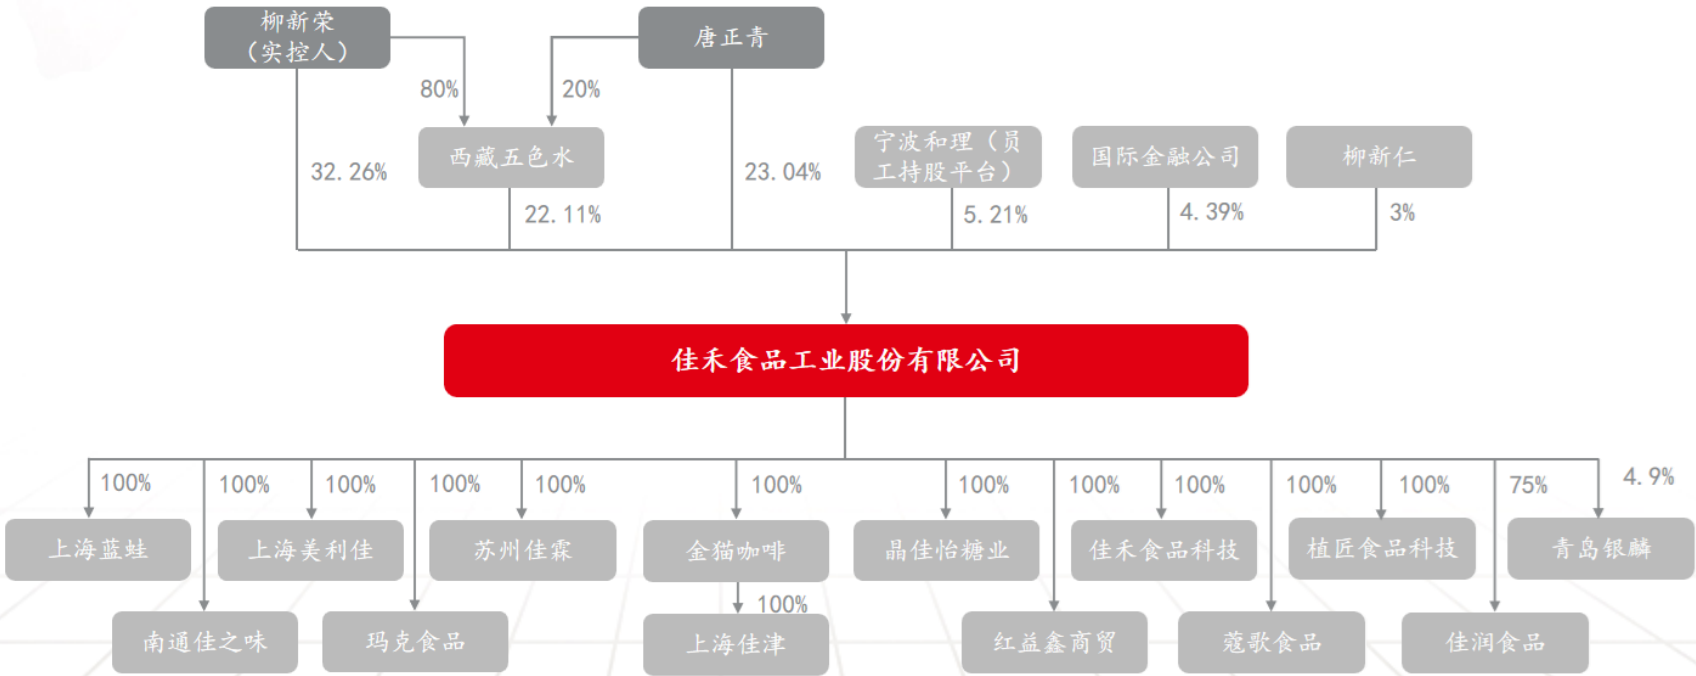 柳新荣
（实控人）
唐正青
80%
20%
西藏五色水
宁波和理（员
工持股平台）
国际金融公司
柳新仁
32.26%
23.04%
22.11%
5.21%
4.39%
3%
佳禾食品工业股份有限公司
100%
100%
100%
100%
100%
100%
100%
100%
100%
100%
100%
75%
4.9%
上海蓝蛙
上海美利佳
苏州佳霖
金猫咖啡
晶佳怡糖业
佳禾食品科技
植匠食品科技
青岛银麟
100%
南通佳之味
玛克食品
上海佳津
红益鑫商贸
蔻歌食品
佳润食品